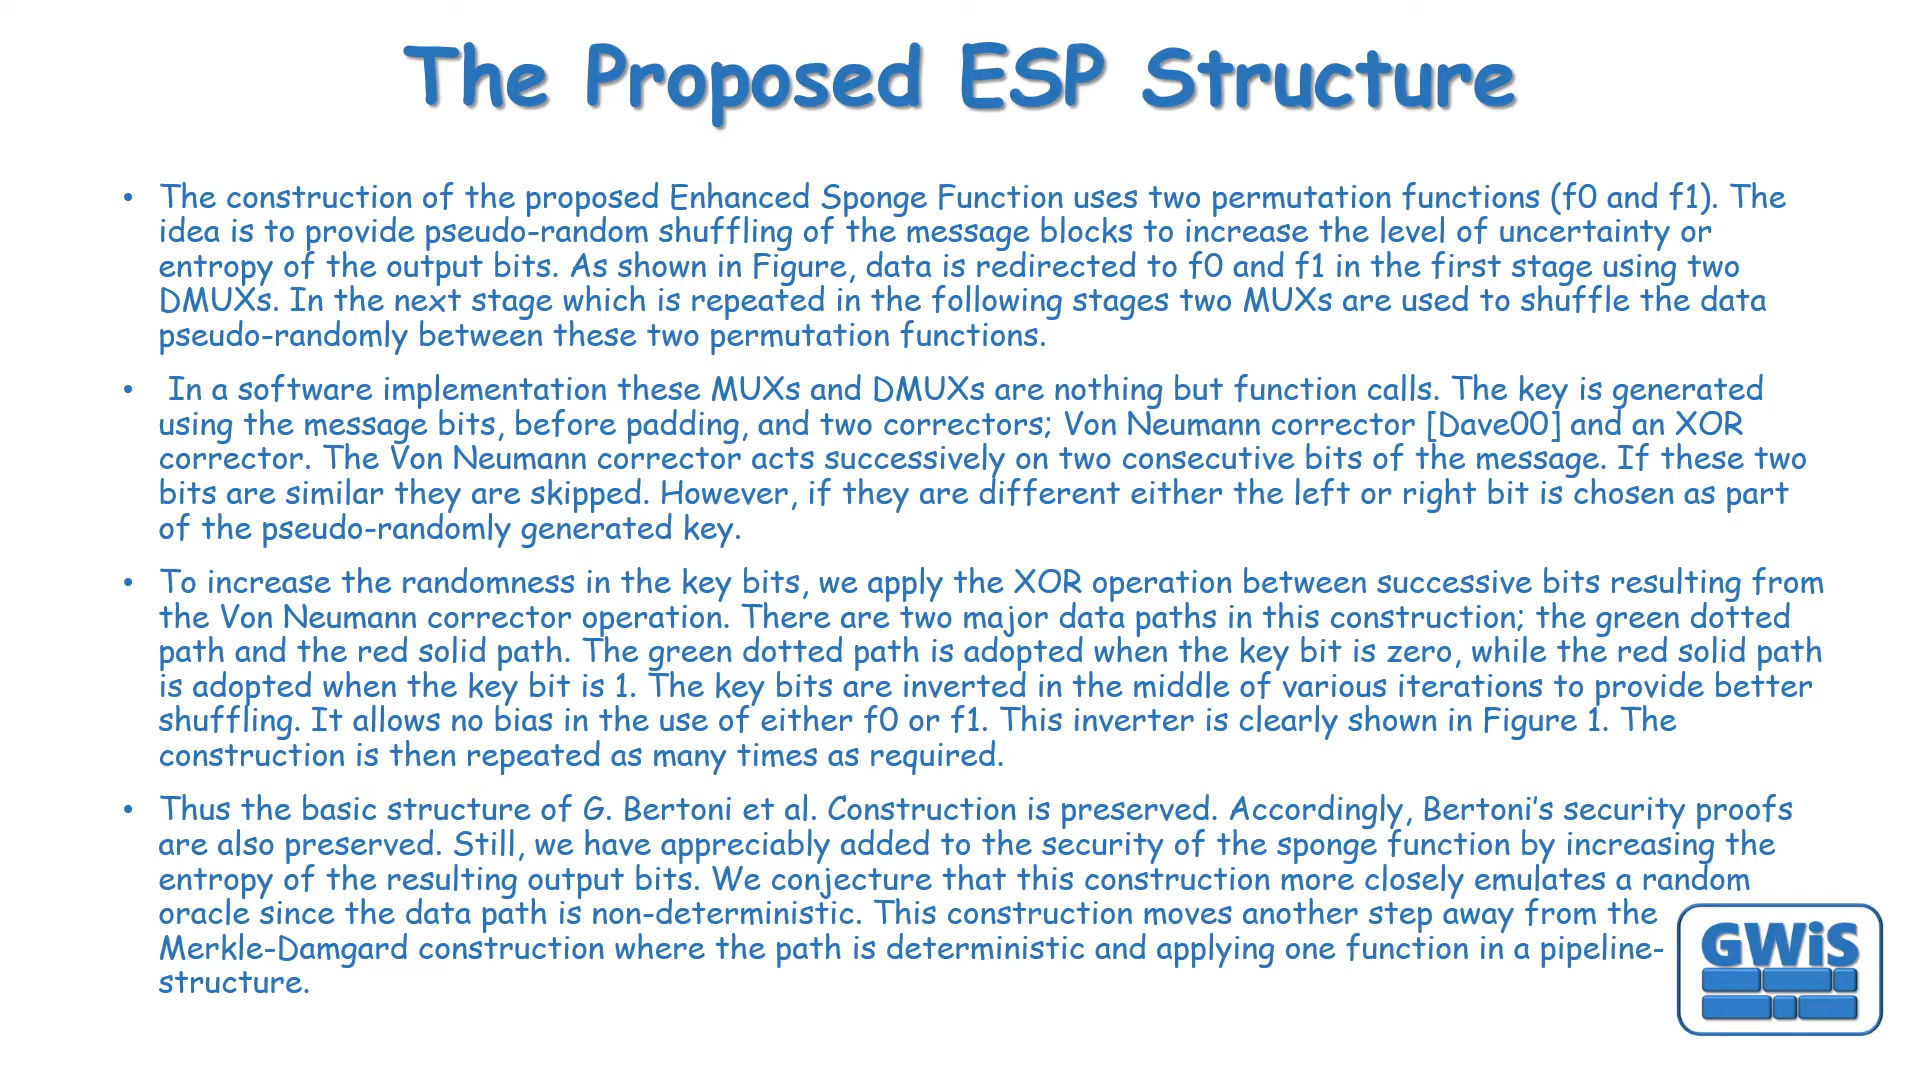 The Proposed ESP Structure
• The construction of the proposed Enhanced Sponge Function uses two permutation functions (f0 and f1). The
idea is to provide pseudo-random shuffling of the message blocks to increase the level of uncertainty or
entropy of the output bits. As shown in Figure, data is redirected to f0 and f1 in the first stage using two
DMUXs. In the next stage which is repeated in the following stages two MUXs are used to shuffle the data
pseudo-randomly between these two permutation functions.
• In a software implementation these MUXs and DMUXs are nothing but function calls. The key is generated
using the message bits, before padding, and two correctors; Von Neumann corrector [Dave00] and an XOR
corrector. The Von Neumann corrector acts successively on two consecutive bits of the message. If these two
bits are similar they are skipped. However, if they are different either the left or right bit is chosen as part
of the pseudo-randomly generated key.
• To increase the randomness in the key bits, we apply the XOR operation between successive bits resulting from
the Von Neumann corrector operation. There are two major data paths in this construction; the green dotted
path and the red solid path. The green dotted path is adopted when the key bit is zero, while the red solid path
is adopted when the key bit is 1. The key bits are inverted in the middle of various iterations to provide better
shuffling. It allows no bias in the use of either f0 or f1. This inverter is clearly shown in Figure 1. The
construction is then repeated as many times as required.
• Thus the basic structure of G. Bertoni et al. Construction is preserved. Accordingly, Bertoni’s security proofs
are also preserved. Still, we have appreciably added to the security of the sponge function by increasing the
entropy of the resulting output bits. We conjecture that this construction more closely emulates a random
oracle since the data path is non-deterministic. This construction moves another step away from the
Merkle-Damgard construction where the path is deterministic and applying one function in a pipeline-
structure.
GWiS